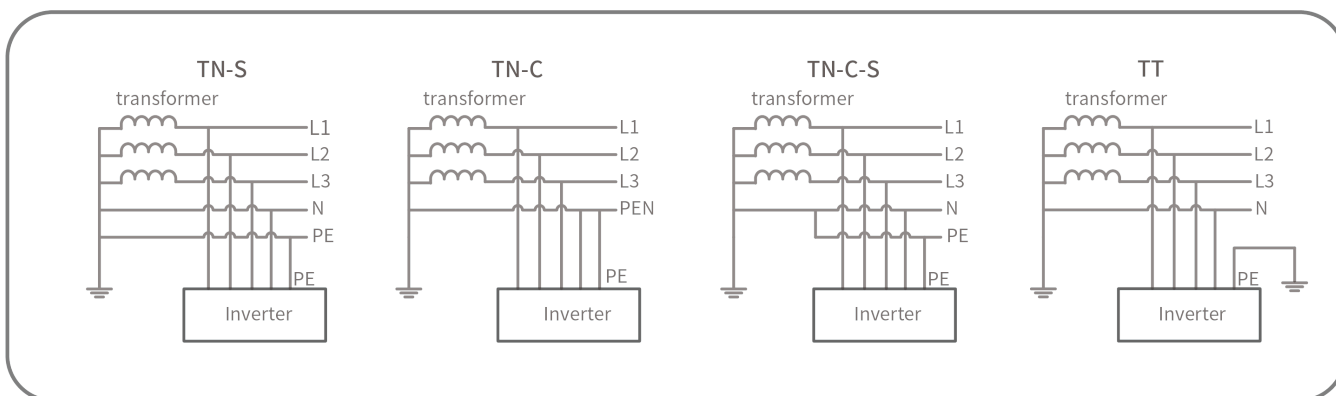 TN-S
transformer
L1
L2
L3
N
PE
PE
Inverter
TN-C
transformer
L1
L2
L3
PEN
PE
Inverter
TN-C-S
transformer
L1
L2
L3
N
PE
PE
Inverter
TT
transformer
L1
L2
L3
N
PE
Inverter